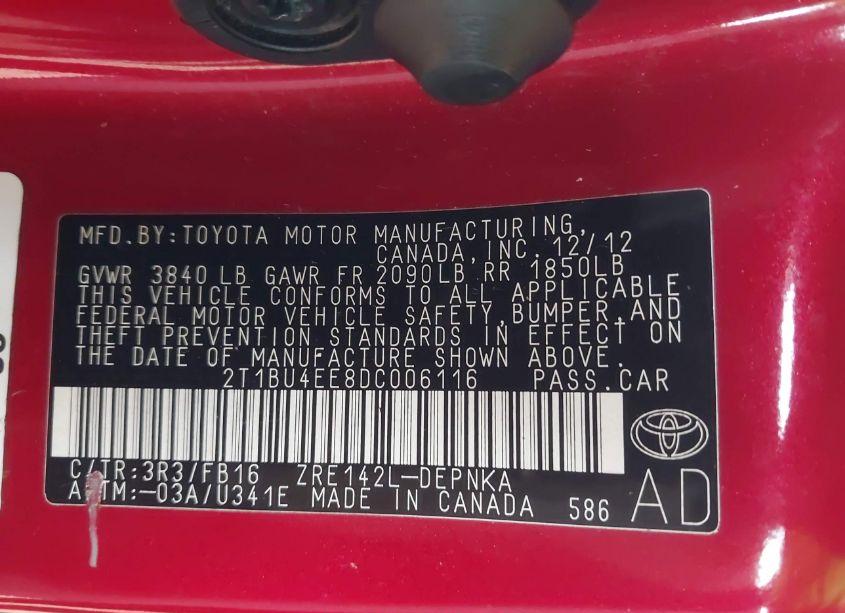 MFD.BY:TOYOTA MOTOR MANUFACTURING,
CANADA,INC. 12/12
GVWR 3840 LB GAWR FR 2090LB RR 1850LB
THIS VEHICLE CONFORMS TO ALL APPLICABLE
FEDERAL MOTOR VEHICLE SAFETY,BUMPER,AND
THEFT PREVENTION STANDARDS IN EFFECT ON
THE DATE OF MANUFACTURE SHOWN ABOVE.
2T1BU4EE8DC006116 PASS.CAR
C/TR:3R3/FB16 ZRE142L-DEPNKA
A/TM:-03A/U341E MADE IN CANADA 586 AD